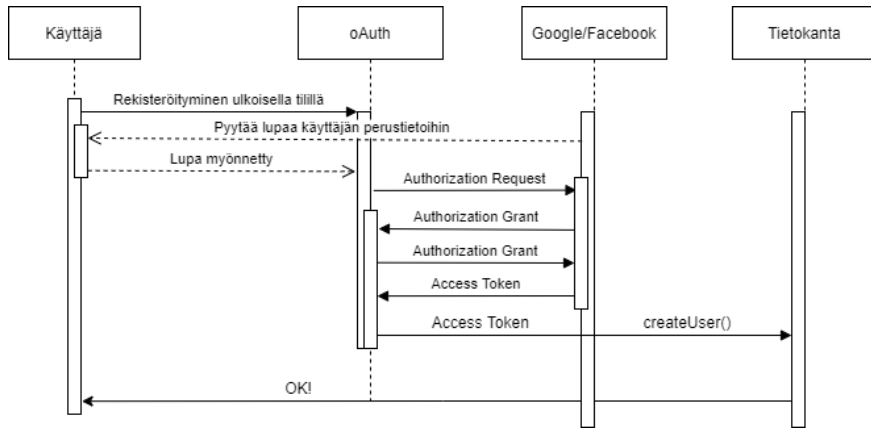 Käyttäjä
oAuth
Google/Facebook
Tietokanta
Rekisteröityminen ulkoisella tilillä
Pyytää lupaa käyttäjän perustietoihin
Lupa myönnetty
Authorization Request
Authorization Grant
Authorization Grant
Access Token
Access Token
createUser()
OK!